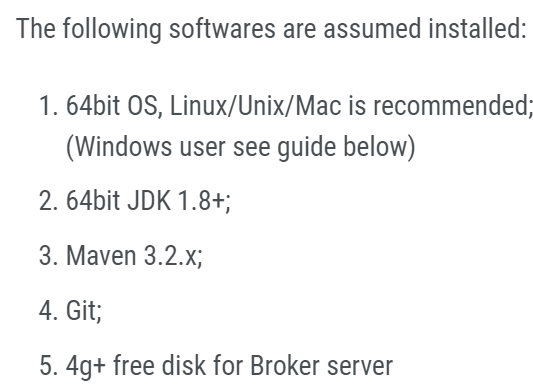 The following softwares are assumed installed:
1. 64bit OS, Linux/Unix/Mac is recommended;
(Windows user see guide below)
2. 64bit JDK 1.8+;
3. Maven 3.2.x;
4. Git;
5. 4g+ free disk for Broker server